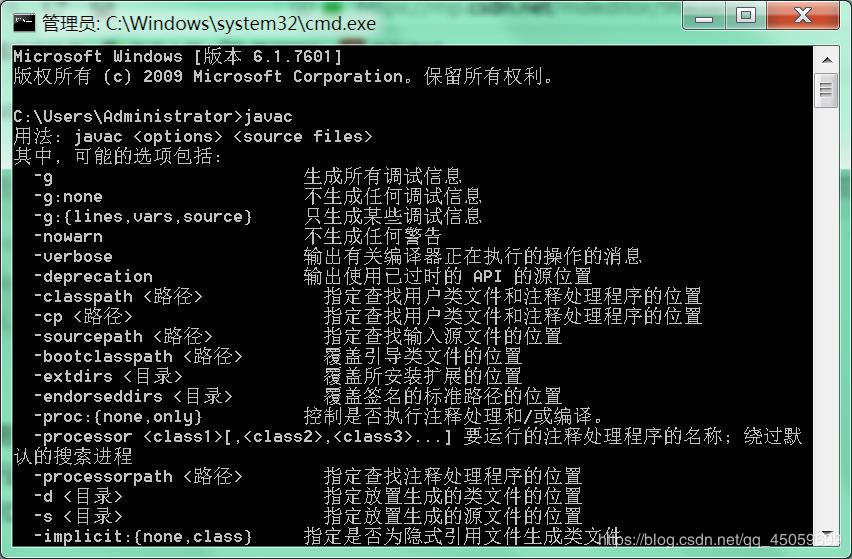 管理员: C:\Windows\system32\cmd.exe
Microsoft Windows [版本 6.1.7601]
版权所有 (c) 2009 Microsoft Corporation。保留所有权利。
C:\Users\Administrator>javac
用法: javac <options> <source files>
其中, 可能的选项包括:
-g 生成所有调试信息
-g:none 不生成任何调试信息
-g:{lines,vars,source} 只生成某些调试信息
-nowarn 不生成任何警告
-verbose 输出有关编译器正在执行的操作的消息
-deprecation 输出使用已过时的 API 的源位置
-classpath <路径> 指定查找用户类文件和注释处理程序的位置
-cp <路径> 指定查找用户类文件和注释处理程序的位置
-sourcepath <路径> 指定查找输入源文件的位置
-bootclasspath <路径> 覆盖引导类文件的位置
-extdirs <目录> 覆盖所安装扩展的位置
-endorseddirs <目录> 覆盖签名的标准路径的位置
-proc:{none,only} 控制是否执行注释处理和/或编译。
-processor <class1>[,<class2>,<class3>...] 要运行的注释处理程序的名称; 绕过默
认的搜索进程
-processorpath <路径> 指定查找注释处理程序的位置
-d <目录> 指定放置生成的类文件的位置
-s <目录> 指定放置生成的源文件的位置
-implicit:{none,class} 指定是否为隐式引用文件生成类文件